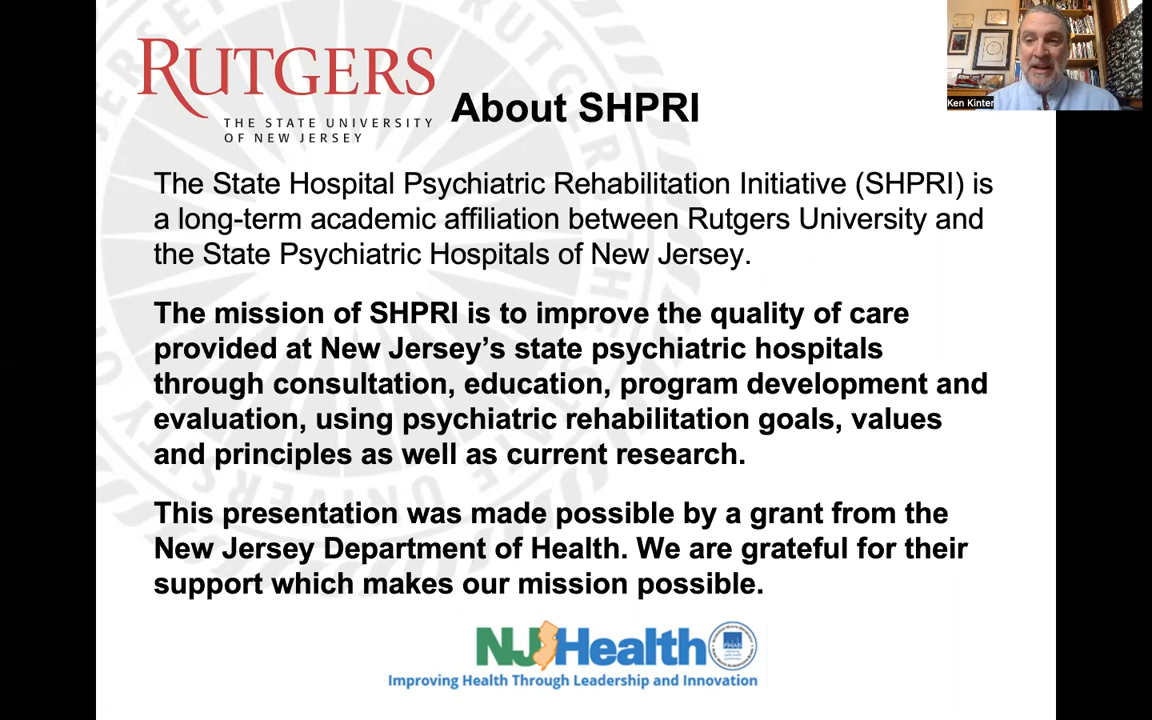 RUTGERS
THE STATE UNIVERSITY
OF NEW JERSEY
About SHPRI
Ken Kinter
The State Hospital Psychiatric Rehabilitation Initiative (SHPRI) is
a long-term academic affiliation between Rutgers University and
the State Psychiatric Hospitals of New Jersey.
The mission of SHPRI is to improve the quality of care
provided at New Jersey’s state psychiatric hospitals
through consultation, education, program development and
evaluation, using psychiatric rehabilitation goals, values
and principles as well as current research.
This presentation was made possible by a grant from the
New Jersey Department of Health. We are grateful for their
support which makes our mission possible.
NJHealth
Improving Health Through Leadership and Innovation